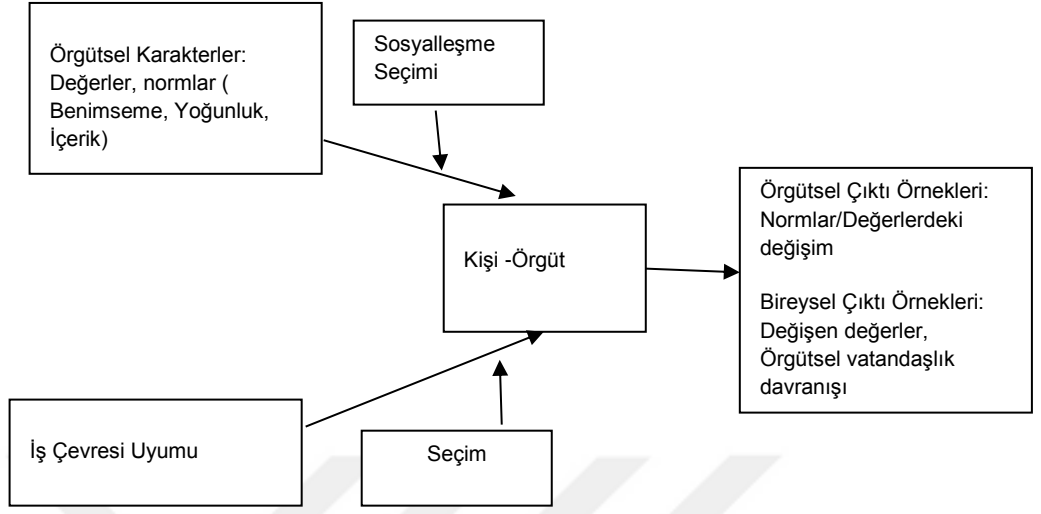 Örgütsel Karakterler:
Değerler, normlar (
Benimseme, Yoğunluk,
İçerik)
Sosyalleşme
Seçimi
Kişi -Örgüt
Örgütsel Çıktı Örnekleri:
Normlar/Değerlerdeki
değişim
Bireysel Çıktı Örnekleri:
Değişen değerler,
Örgütsel vatandaşlık
davranışı
İş Çevresi Uyumu
Seçim